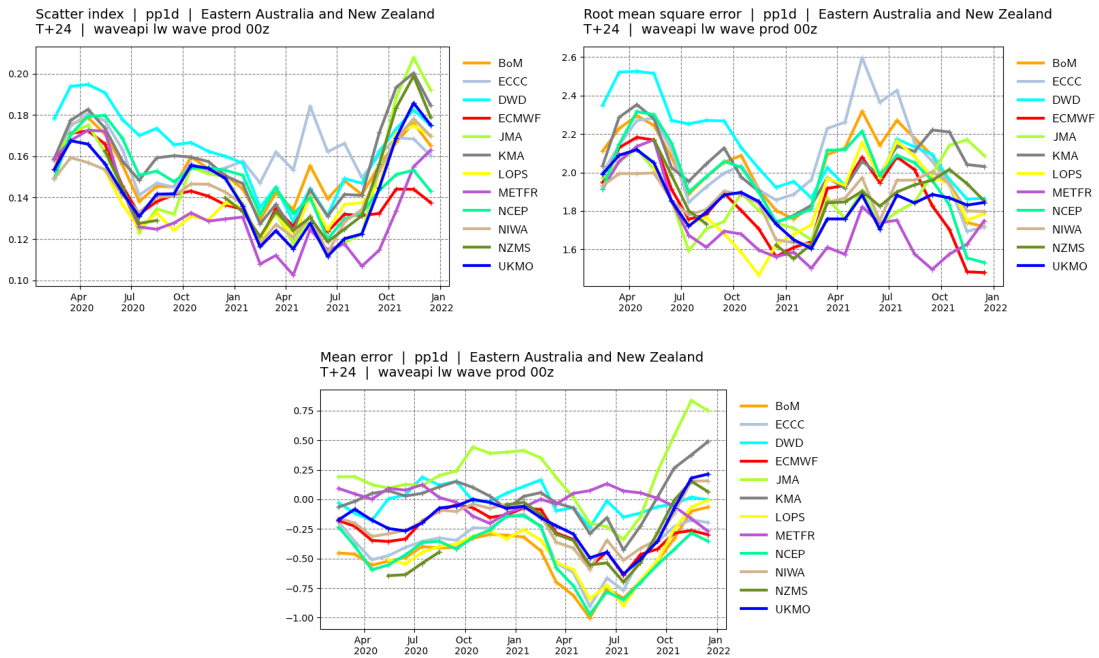 Scatter index | pp1d | Eastern Australia and New Zealand
T+24 | waveapi lw wave prod 00z
0.20
0.18
0.16
0.14
0.12
0.10
Apr 2020
Jul 2020
Oct 2020
Jan 2021
Apr 2021
Jul 2021
Oct 2021
Jan 2022
BoM
ECCC
DWD
ECMWF
JMA
KMA
LOPS
METFR
NCEP
NIWA
NZMS
UKMO
Root mean square error | pp1d | Eastern Australia and New Zealand
T+24 | waveapi lw wave prod 00z
2.6
2.4
2.2
2.0
1.8
1.6
Apr 2020
Jul 2020
Oct 2020
Jan 2021
Apr 2021
Jul 2021
Oct 2021
Jan 2022
BoM
ECCC
DWD
ECMWF
JMA
KMA
LOPS
METFR
NCEP
NIWA
NZMS
UKMO
Mean error | pp1d | Eastern Australia and New Zealand
T+24 | waveapi lw wave prod 00z
0.75
0.50
0.25
0.00
−0.25
−0.50
−0.75
−1.00
Apr 2020
Jul 2020
Oct 2020
Jan 2021
Apr 2021
Jul 2021
Oct 2021
Jan 2022
BoM
ECCC
DWD
ECMWF
JMA
KMA
LOPS
METFR
NCEP
NIWA
NZMS
UKMO